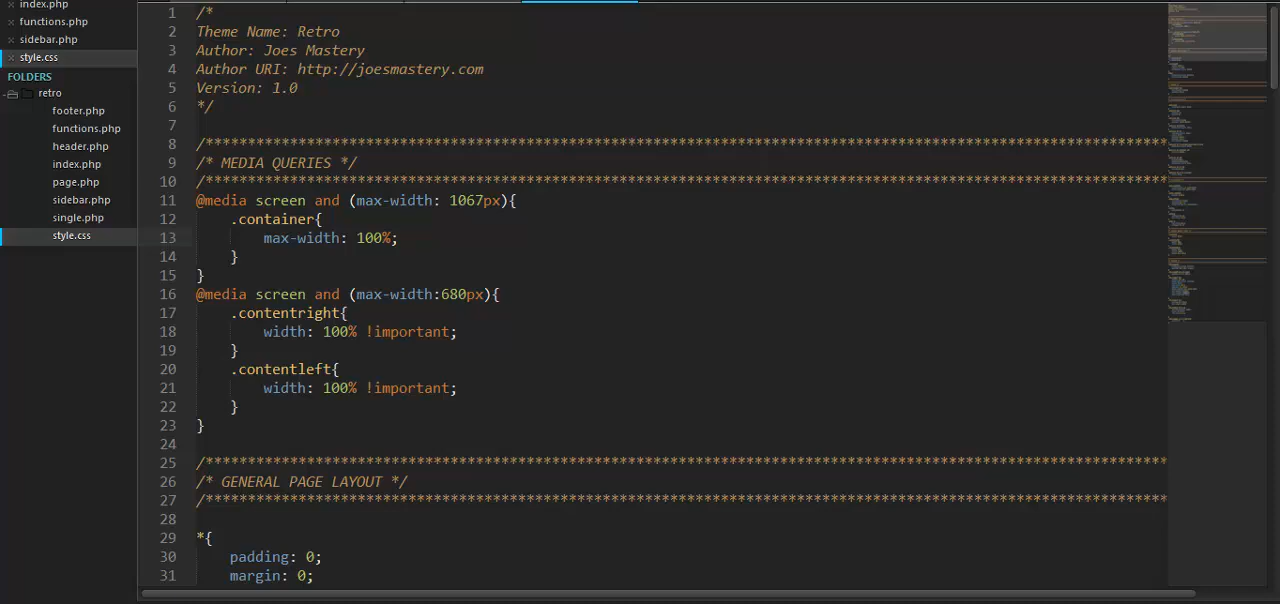 index.php
functions.php
sidebar.php
style.css
FOLDERS
retro
footer.php
functions.php
header.php
index.php
page.php
sidebar.php
single.php
style.css
1 /*
2 Theme Name: Retro
3 Author: Joes Mastery
4 Author URI: http://joesmastery.com
5 Version: 1.0
6 */
7
8 /******************************************************************************************************************
9 /* MEDIA QUERIES */
10 /******************************************************************************************************************
11 @media screen and (max-width: 1067px){
12 .container{
13 max-width: 100%;
14 }
15 }
16 @media screen and (max-width:680px){
17 .contentright{
18 width: 100% !important;
19 }
20 .contentleft{
21 width: 100% !important;
22 }
23 }
24
25 /******************************************************************************************************************
26 /* GENERAL PAGE LAYOUT */
27 /******************************************************************************************************************
28
29 *{
30 padding: 0;
31 margin: 0;